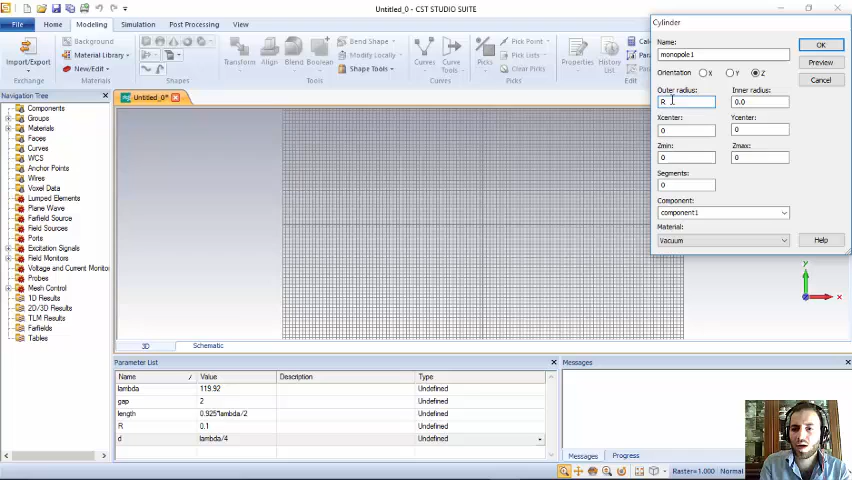 Untitled_0 - CST STUDIO SUITE
File
Home
Modeling
Simulation
Post Processing
View
Import/Export
Exchange
Background
Material Library
New/Edit
Materials
Shapes
Bend Shape
Modify Locally
Shape Tools
Transform
Align
Blend
Boolean
Tools
Curves
Curve Tools
Curves
Picks
Pick Point
Pick Lists
Clear Picks
Picks
Properties
History List
Untitled_0*
Navigation Tree
Components
Groups
Materials
Faces
Curves
WCS
Anchor Points
Wires
Voxel Data
Lumped Elements
Plane Wave
Farfield Source
Field Sources
Ports
Excitation Signals
Field Monitors
Voltage and Current Monitors
Probes
Mesh Control
1D Results
2D/3D Results
TLM Results
Farfields
Tables
3D
Schematic
Cylinder
Name:
monopole1
Orientation X Y Z
Outer radius: Inner radius:
R 0.0
Xcenter: Ycenter:
0 0
Zmin: Zmax:
0 0
Segments:
0
Component:
component1
Material:
Vacuum
OK
Preview
Cancel
Help
y
x
Parameter List
Name Value Description Type
lambda 119.92 Undefined
gap 2 Undefined
length 0.925*lambda/2 Undefined
R 0.1 Undefined
d lambda/4 Undefined
Messages
Messages Progress
Raster=1.000 Normal